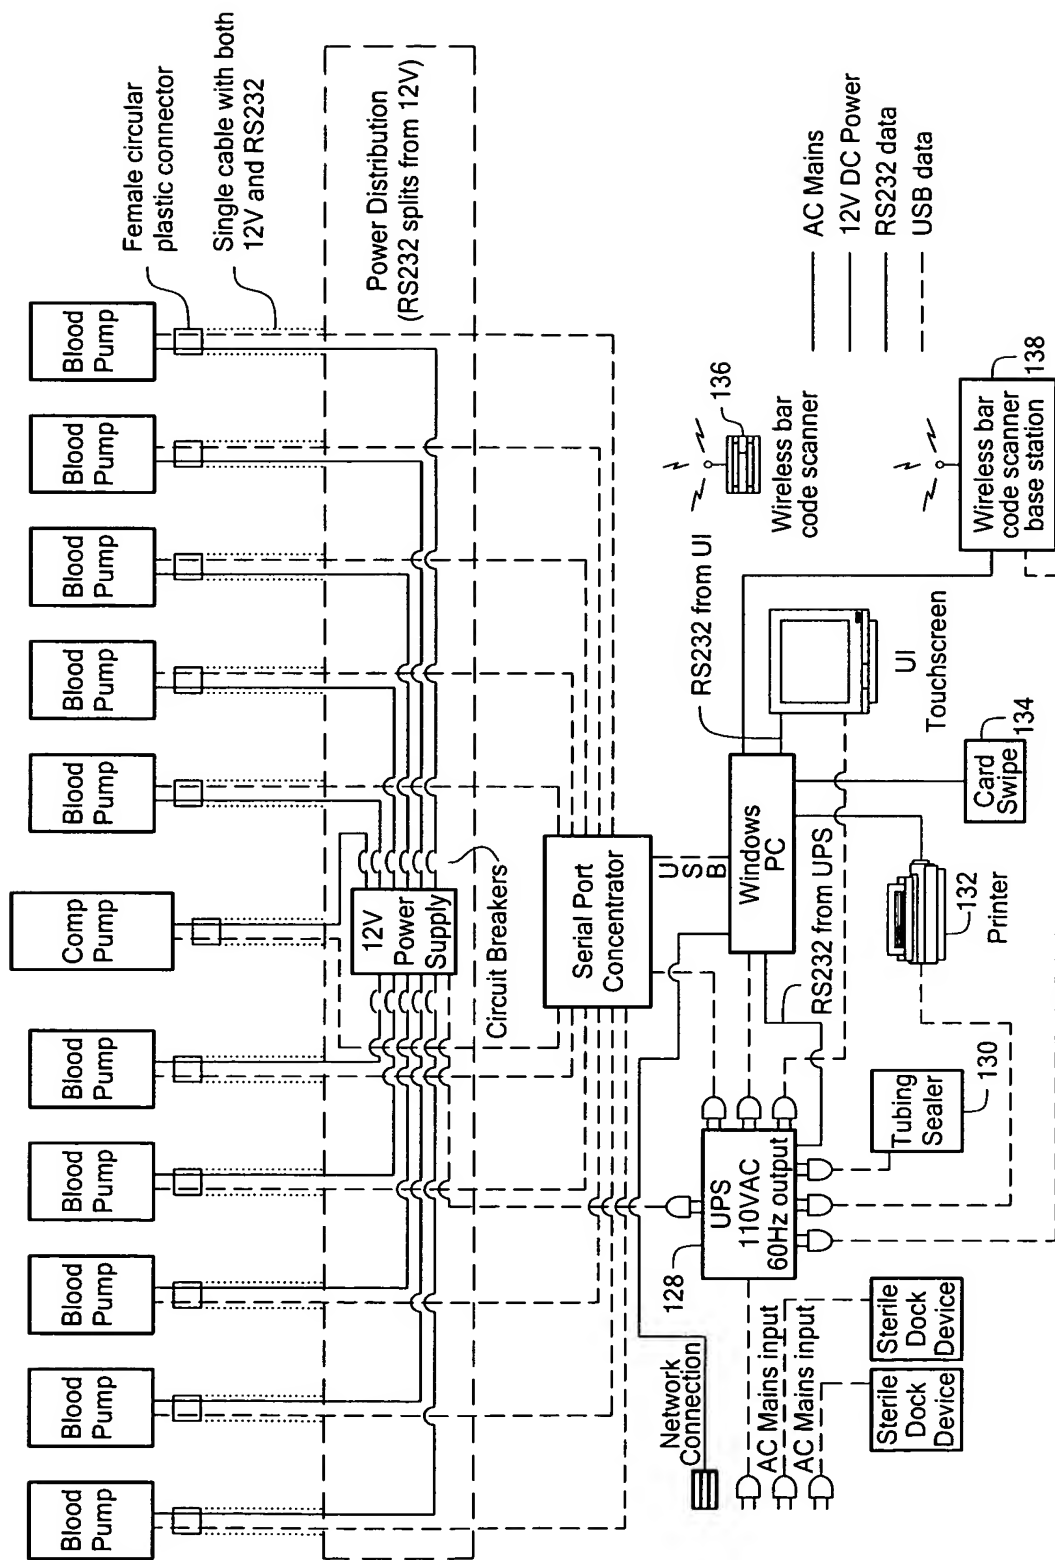 Blood
Pump
Blood
Pump
Blood
Pump
Blood
Pump
Blood
Pump
Comp
Pump
Blood
Pump
Blood
Pump
Blood
Pump
Blood
Pump
Blood
Pump
Female circular
plastic connector
Single cable with both
12V and RS232
Power Distribution
(RS232 splits from 12V)
12V
Power
Supply
Circuit Breakers
Serial Port
Concentrator
U
S
B
Windows
PC
RS232 from UI
RS232 from UPS
UI
Touchscreen
Wireless bar
code scanner
136
AC Mains
12V DC Power
RS232 data
USB data
Wireless bar
code scanner
base station
138
Card
Swipe
134
132
Printer
Tubing
Sealer
130
UPS
110VAC
60Hz output
128
Network
Connection
AC Mains input
AC Mains input
Sterile
Dock
Device
Sterile
Dock
Device